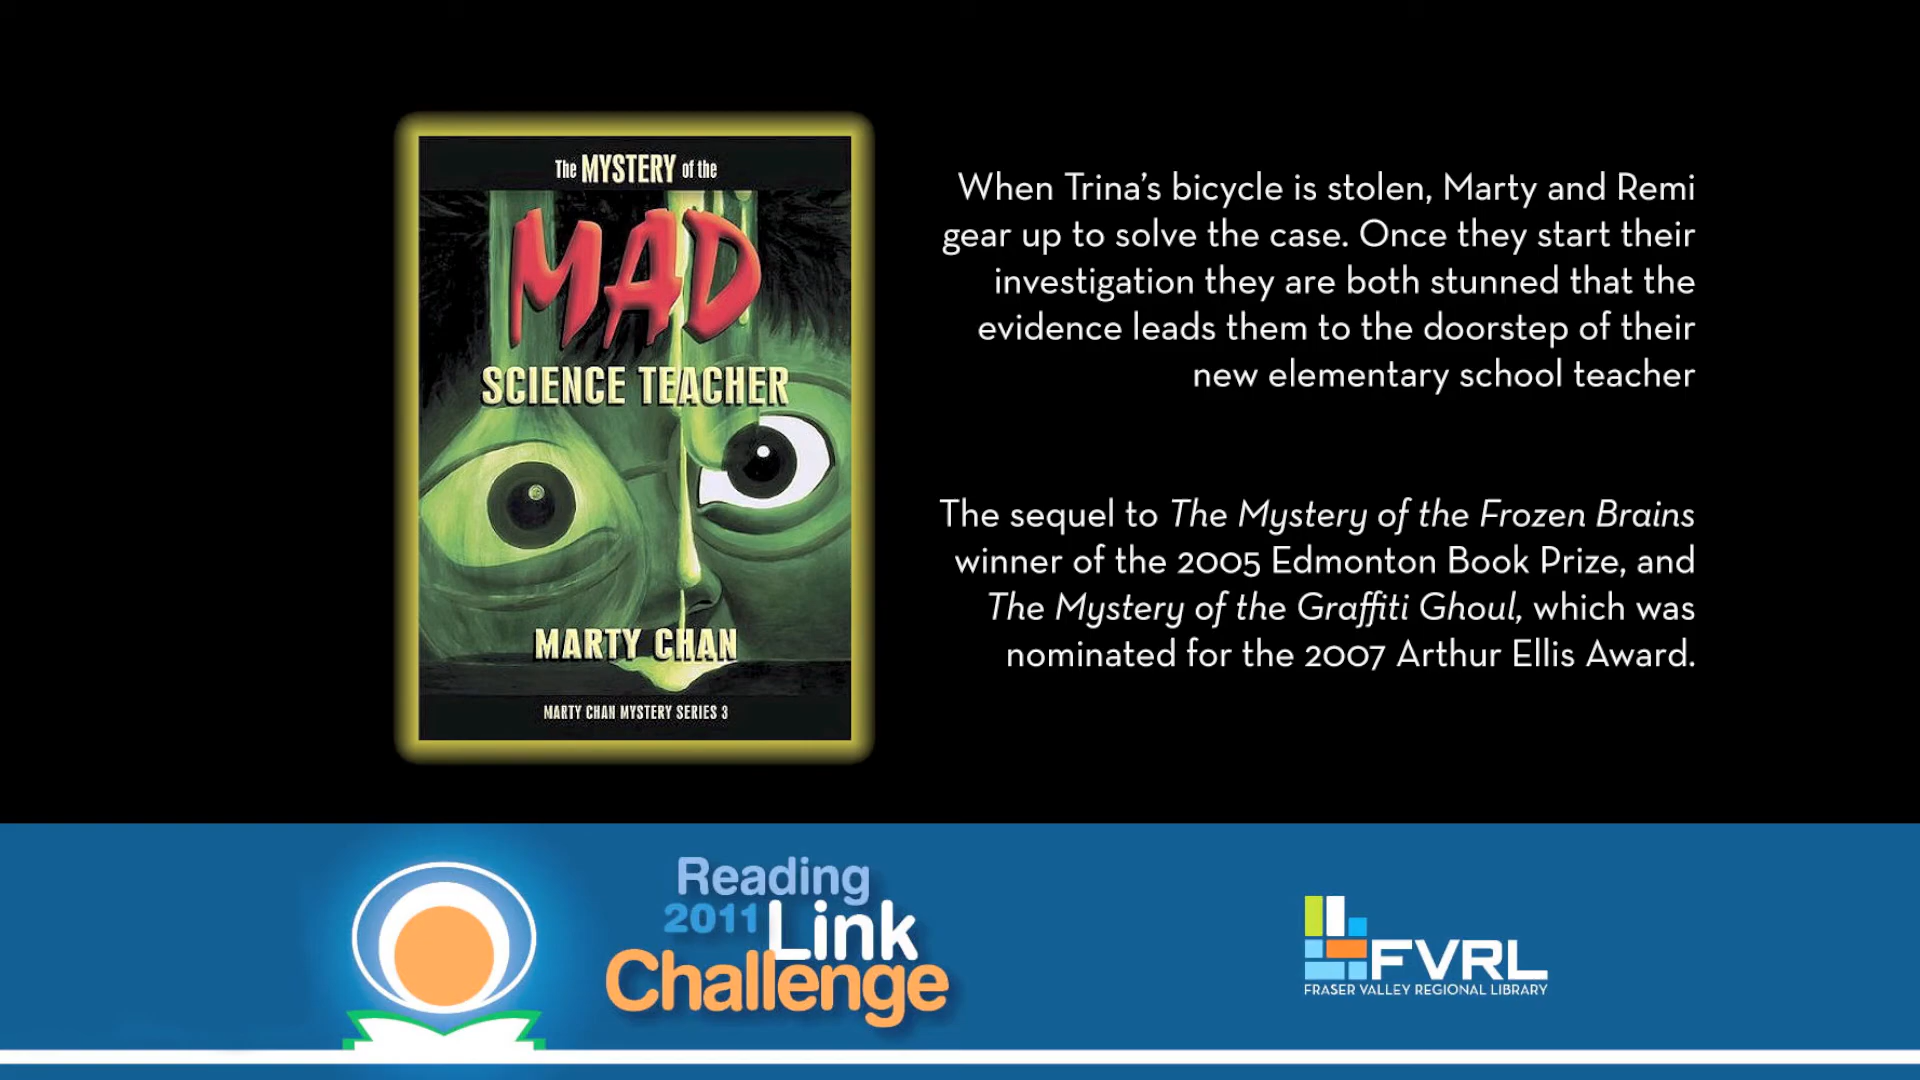 The MYSTERY of the
MAD
SCIENCE TEACHER
MARTY CHAN
MARTY CHAN MYSTERY SERIES 3
When Trina's bicycle is stolen, Marty and Remi
gear up to solve the case. Once they start their
investigation they are both stunned that the
evidence leads them to the doorstep of their
new elementary school teacher
The sequel to The Mystery of the Frozen Brains
winner of the 2005 Edmonton Book Prize, and
The Mystery of the Graffiti Ghoul, which was
nominated for the 2007 Arthur Ellis Award.
Reading
2011 Link
Challenge
FVRL
FRASER VALLEY REGIONAL LIBRARY